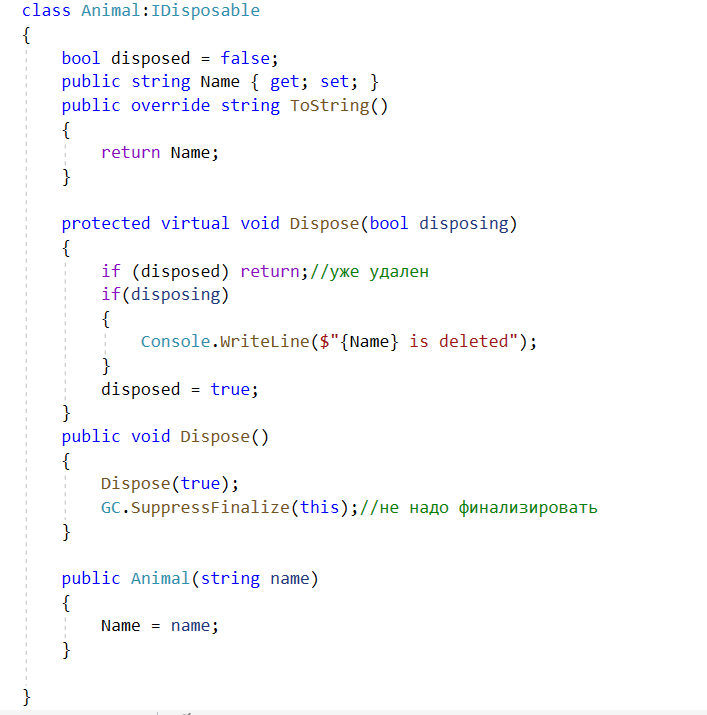 class Animal:IDisposable
{
bool disposed = false;
public string Name { get; set; }
public override string ToString()
{
return Name;
}
protected virtual void Dispose(bool disposing)
{
if (disposed) return;//уже удален
if(disposing)
{
Console.WriteLine($"{Name} is deleted");
}
disposed = true;
}
public void Dispose()
{
Dispose(true);
GC.SuppressFinalize(this);//не надо финализировать
}
public Animal(string name)
{
Name = name;
}
}